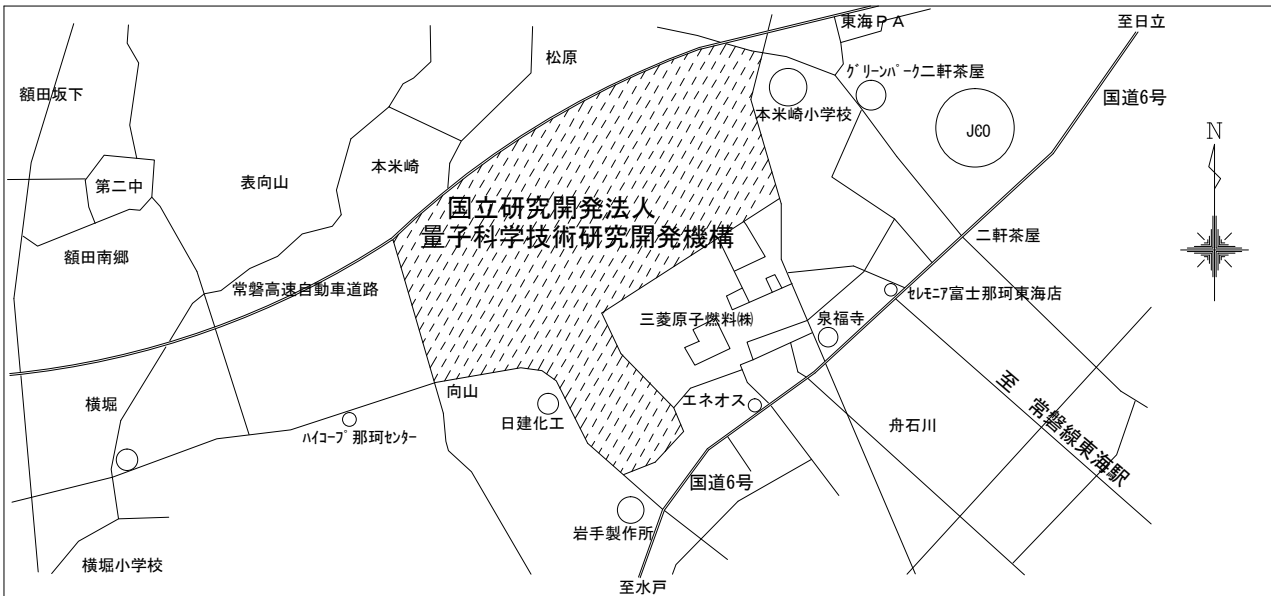 東海ＰＡ
至日立
松原
額田坂下
ｸﾞﾘｰﾝﾊﾟｰｸ二軒茶屋
国道6号
本米崎小学校
JCO
N
本米崎
第二中
表向山
国立研究開発法人
量子科学技術研究開発機構
二軒茶屋
額田南郷
常磐高速自動車道路
ｾﾚﾓﾆｱ富士那珂東海店
三菱原子燃料㈱
泉福寺
向山
横堀
エネオス
至　常磐線東海駅
日建化工
舟石川
ﾊｲｺｰﾌﾟ那珂センター
国道6号
岩手製作所
横堀小学校
至水戸